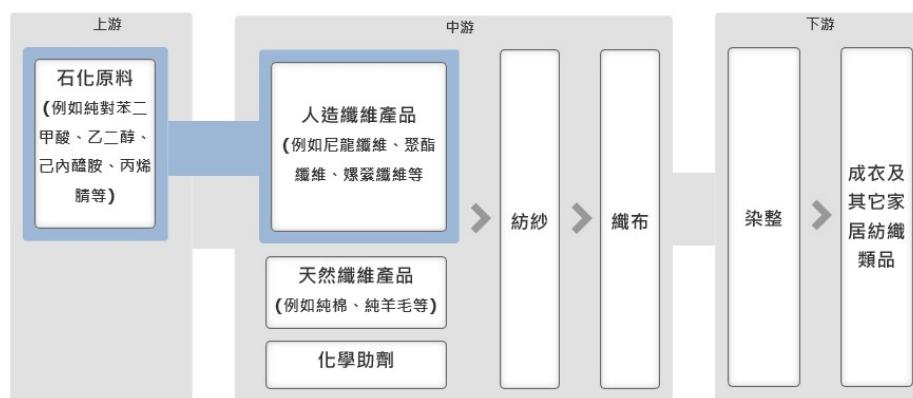 上游
石化原料
(例如純對苯二
甲酸、乙二醇、
己內醯胺、丙烯
腈等)
中游
人造纖維產品
(例如尼龍纖維、聚酯
纖維、嫘縈纖維等
天然纖維產品
(例如純棉、純羊毛等)
化學助劑
紡紗
織布
下游
染整
成衣及
其它家
居紡織
類品